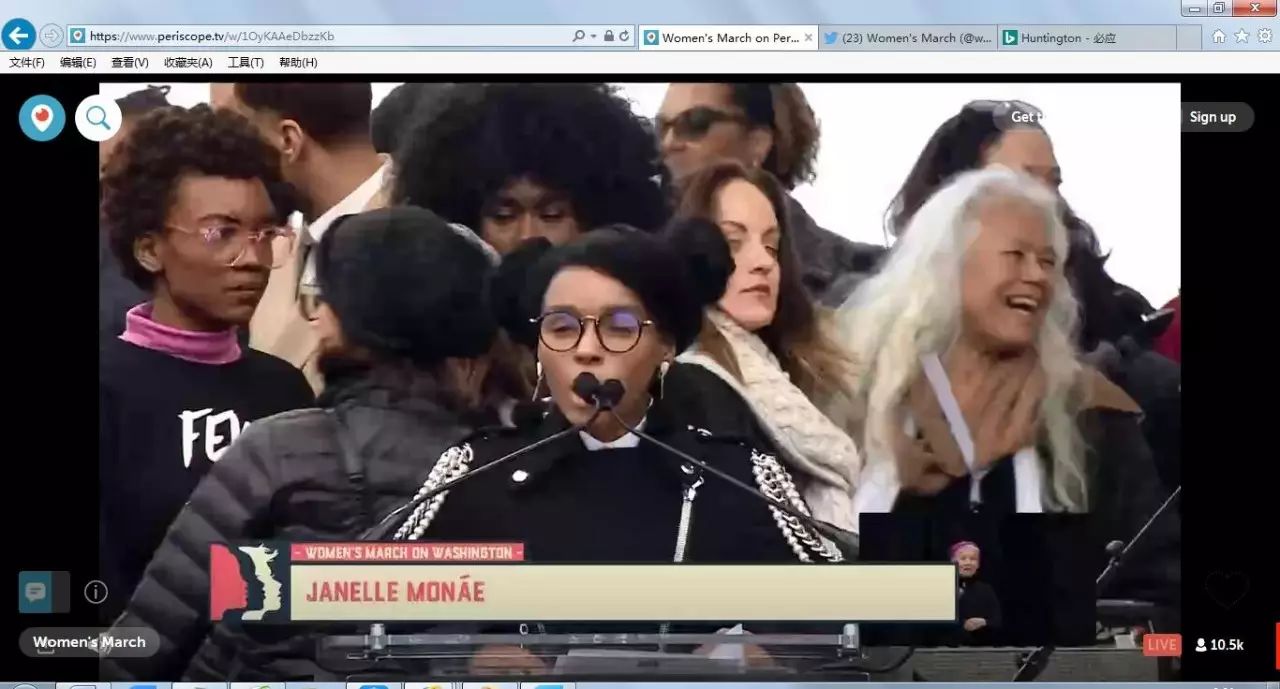 https://www.periscope.tv/w/1OyKAAeDbzzKb
Women's March on Per...
(23) Women's March (@w...
Huntington - 必应
文件(F) 编辑(E) 查看(V) 收藏夹(A) 工具(T) 帮助(H)
Get
Sign up
- WOMEN'S MARCH ON WASHINGTON -
JANELLE MONÁE
Women's March
LIVE
10.5k